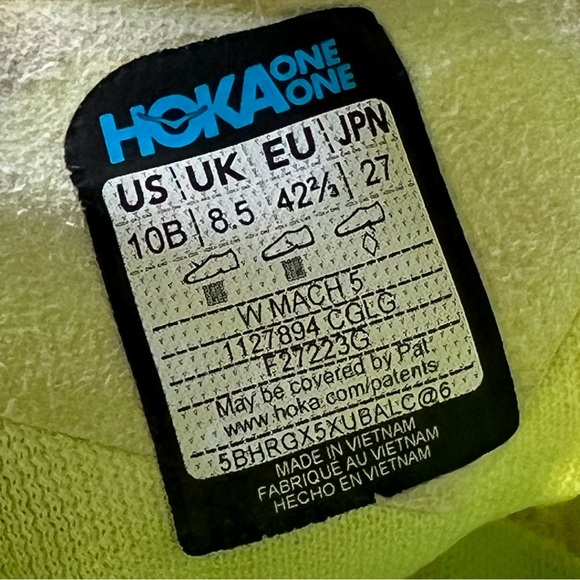 HOKA ONE ONE
US UK EU JPN
10B 8.5 42⅔ 27
W MACH 5
1127894 CGLG
F27223G
May be covered by Pat.
www.hoka.com/patents
5BHRGX5XUBALC@6
MADE IN VIETNAM
FABRIQUE AU VIETNAM
HECHO EN VIETNAM